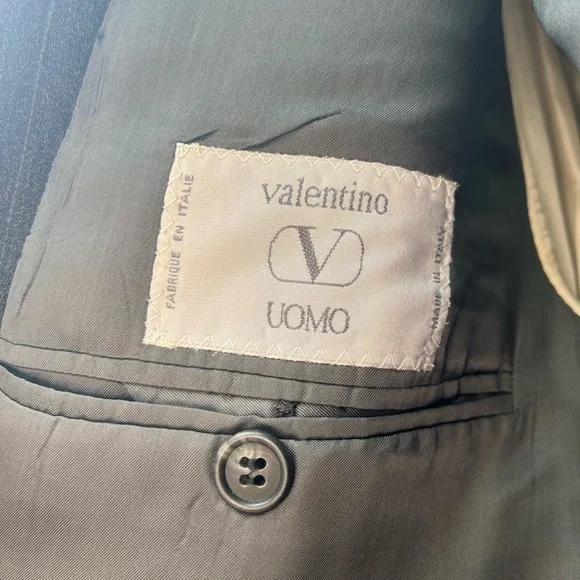 valentino
V
UOMO
FABRIQUE EN ITALIE
MADE IN ITALY